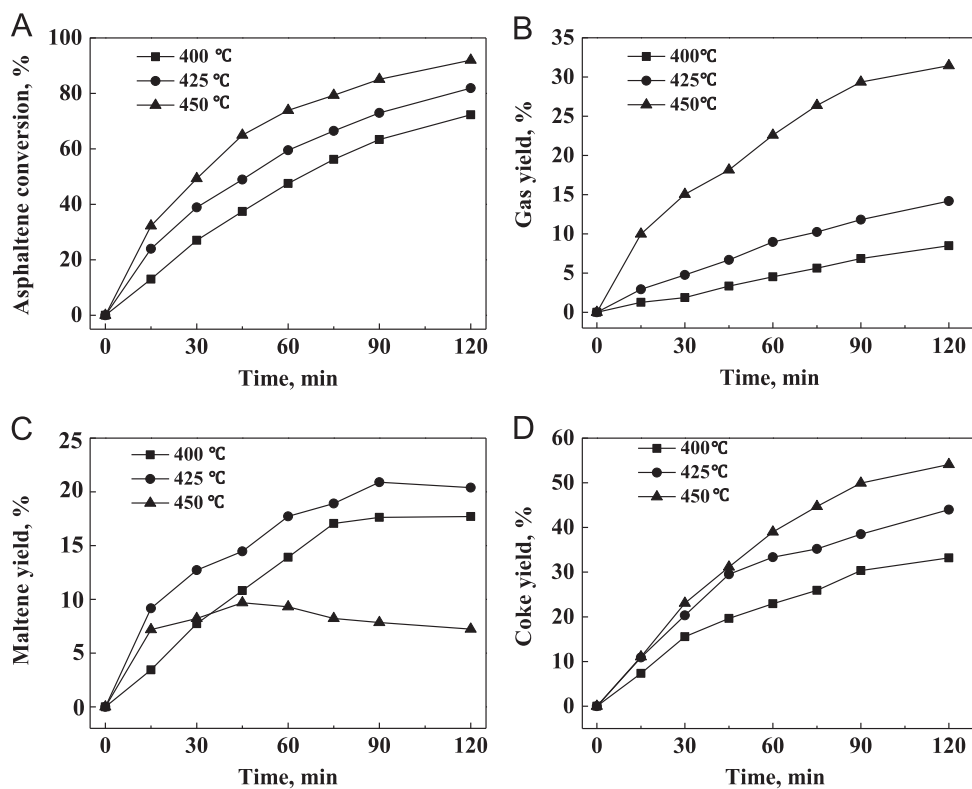 A
Asphaltene conversion, %
100
80
60
40
20
0
400 ℃
425 ℃
450 ℃
0 30 60 90 120
Time, min
B
Gas yield, %
35
30
25
20
15
10
5
0
400℃
425℃
450℃
0 30 60 90 120
Time, min
C
Maltene yield, %
25
20
15
10
5
0
400 ℃
425 ℃
450 ℃
0 30 60 90 120
Time, min
D
Coke yield, %
60
50
40
30
20
10
0
400℃
425℃
450℃
0 30 60 90 120
Time, min